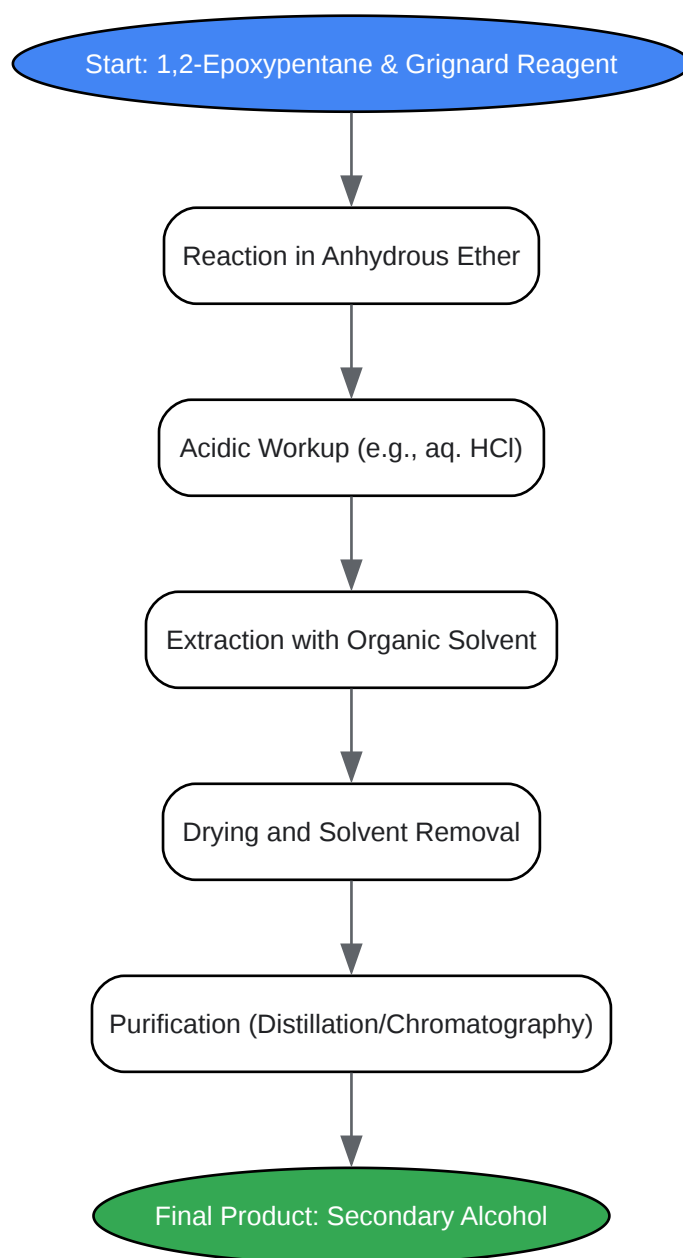 Start: 1,2-Epoxypentane & Grignard Reagent
Reaction in Anhydrous Ether
Acidic Workup (e.g., aq. HCl)
Extraction with Organic Solvent
Drying and Solvent Removal
Purification (Distillation/Chromatography)
Final Product: Secondary Alcohol